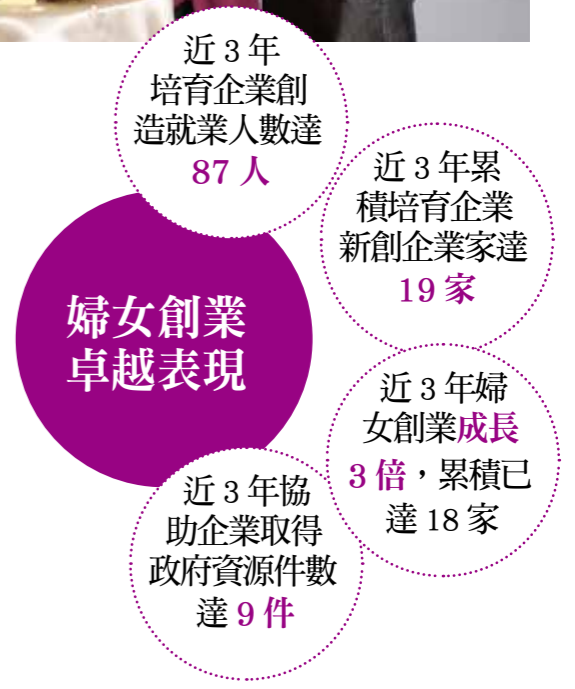 近 3 年
培育企業創
造就業人數達
87 人
近 3 年累
積培育企業
新創企業家達
19 家
婦女創業
卓越表現
近 3 年婦
女創業成長
3 倍，累積已
達 18 家
近 3 年協
助企業取得
政府資源件數
達 9 件